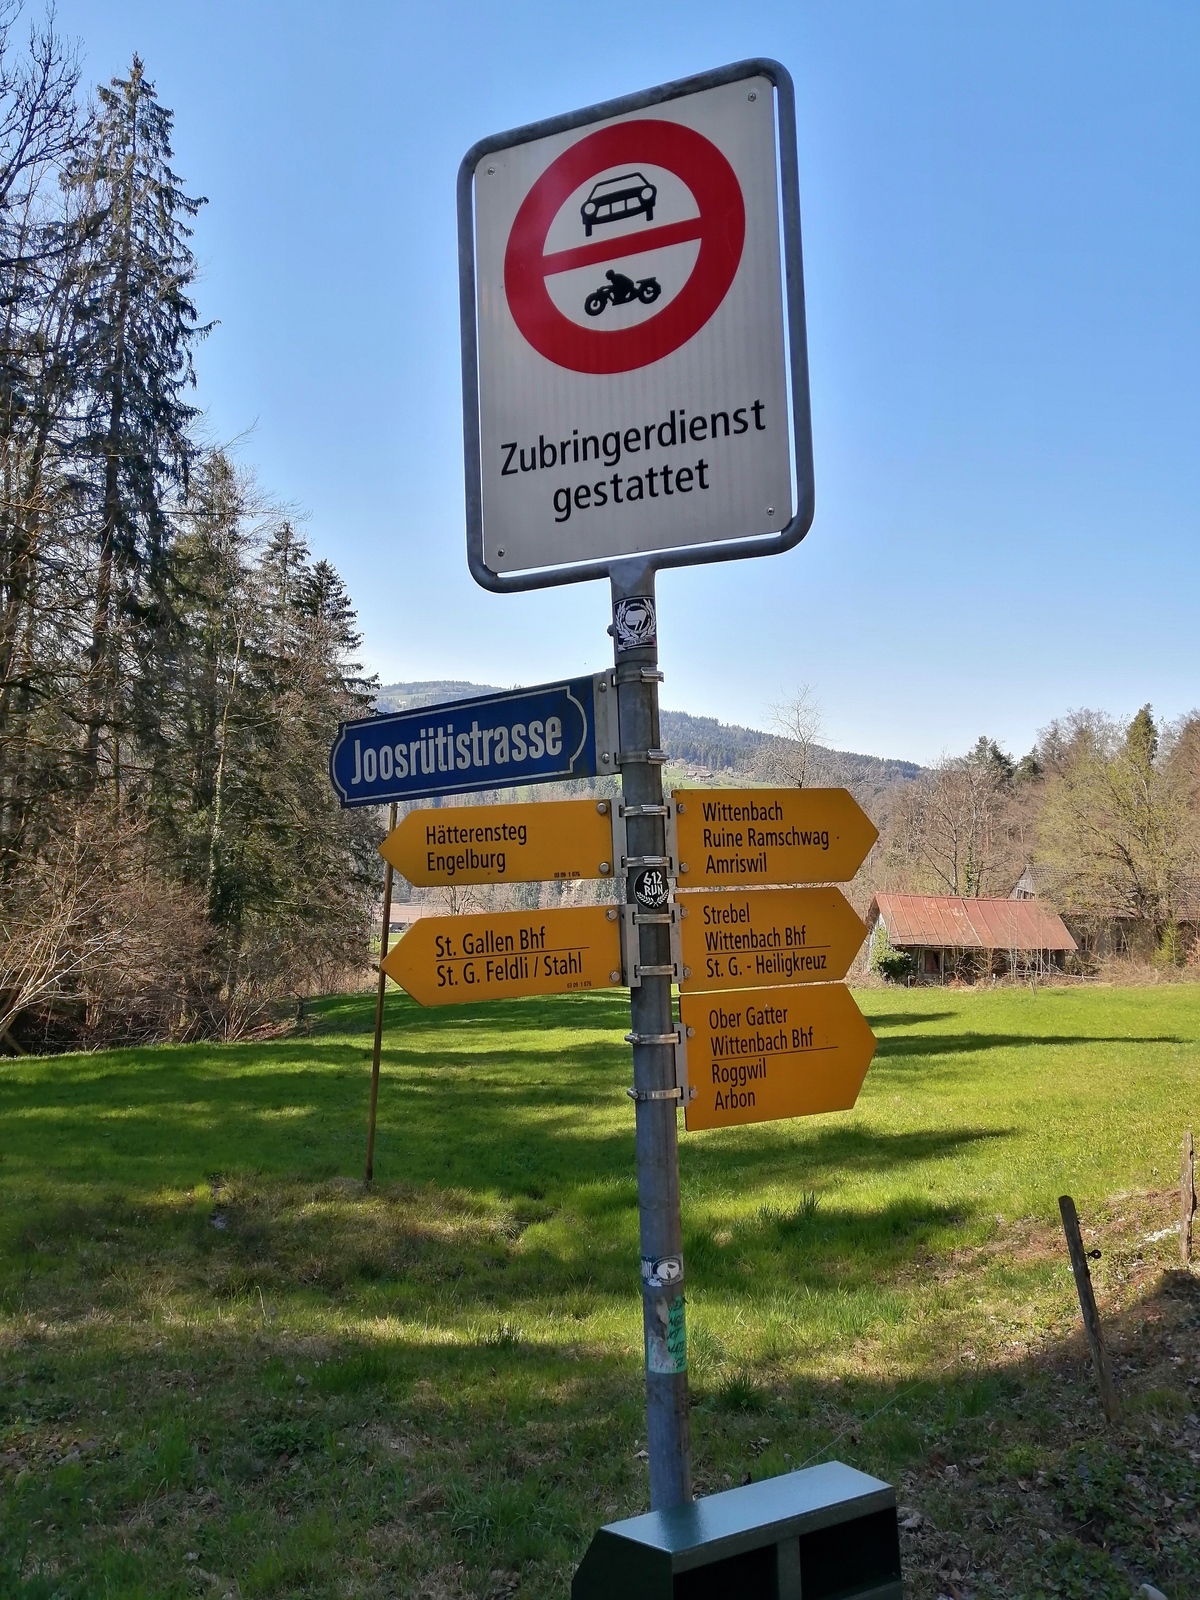 Zubringerdienst
gestattet
Joosrütistrasse
Hätterensteg
Engelburg
St. Gallen Bhf
St. G. Feldli / Stahl
Wittenbach
Ruine Ramschwag
Amriswil
612
RUN
Strebel
Wittenbach Bhf
St. G. - Heiligkreuz
Ober Gatter
Wittenbach Bhf
Roggwil
Arbon